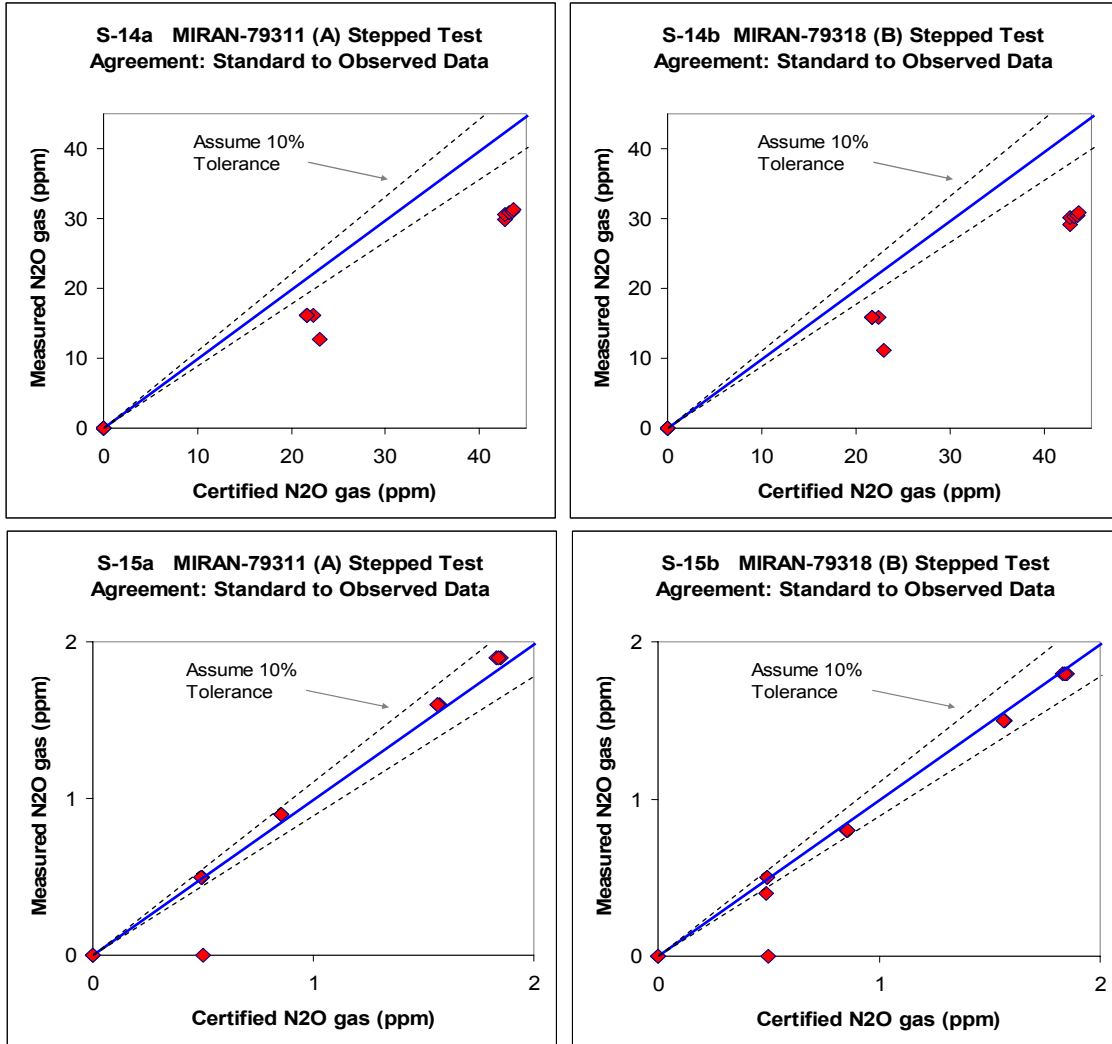 S-14a MIRAN-79311 (A) Stepped Test
Agreement: Standard to Observed Data
Assume 10%
Tolerance
Measured N2O gas (ppm)
40
30
20
10
0
0 10 20 30 40
Certified N2O gas (ppm)
S-14b MIRAN-79318 (B) Stepped Test
Agreement: Standard to Observed Data
Assume 10%
Tolerance
Measured N2O gas (ppm)
40
30
20
10
0
0 10 20 30 40
Certified N2O gas (ppm)
S-15a MIRAN-79311 (A) Stepped Test
Agreement: Standard to Observed Data
Assume 10%
Tolerance
Measured N2O gas (ppm)
2
1
0
0 1 2
Certified N2O gas (ppm)
S-15b MIRAN-79318 (B) Stepped Test
Agreement: Standard to Observed Data
Assume 10%
Tolerance
Measured N2O gas (ppm)
2
1
0
0 1 2
Certified N2O gas (ppm)